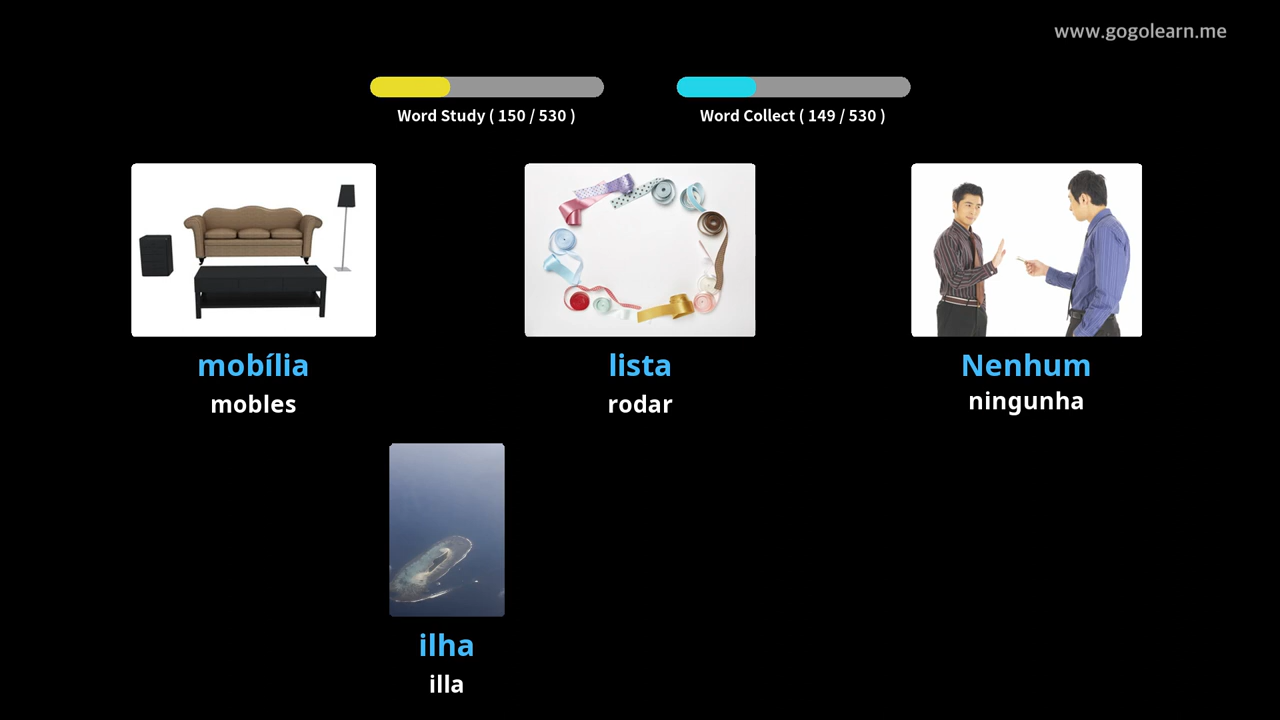 www.gogolearn.me
Word Study ( 150 / 530 )
Word Collect ( 149 / 530 )
mobília
mobles
lista
rodar
Nenhum
ningunha
ilha
illa